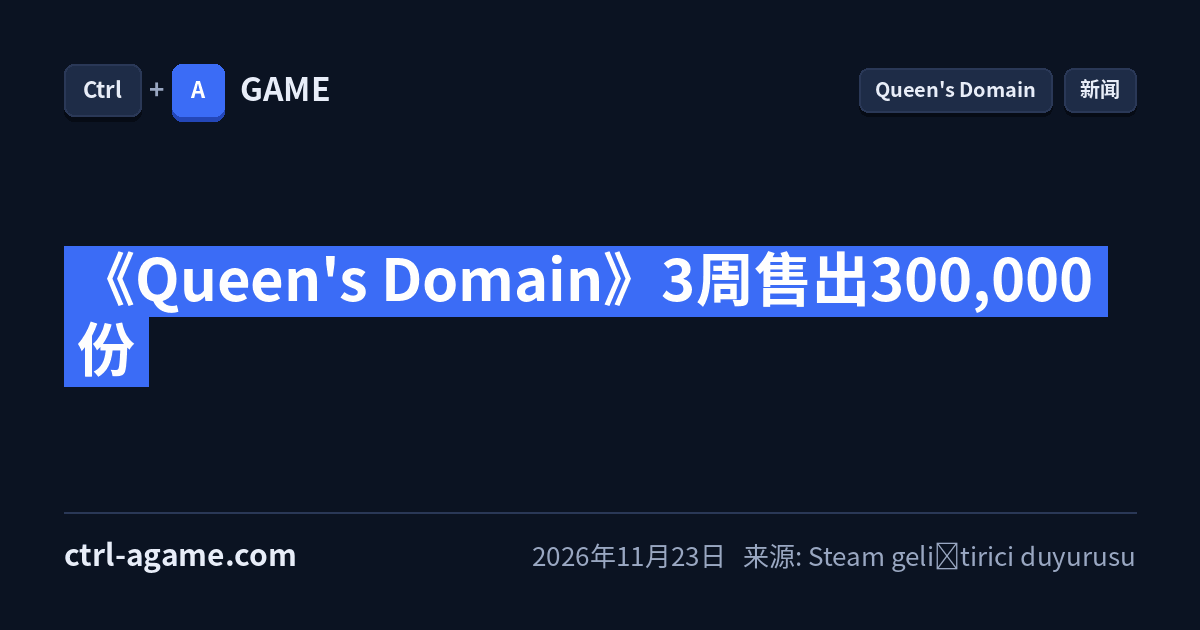 Ctrl + A GAME
Queen's Domain 新闻
《Queen's Domain》3周售出300,000
份
ctrl-agame.com
2026年11月23日 来源: Steam geli☒tirici duyurusu